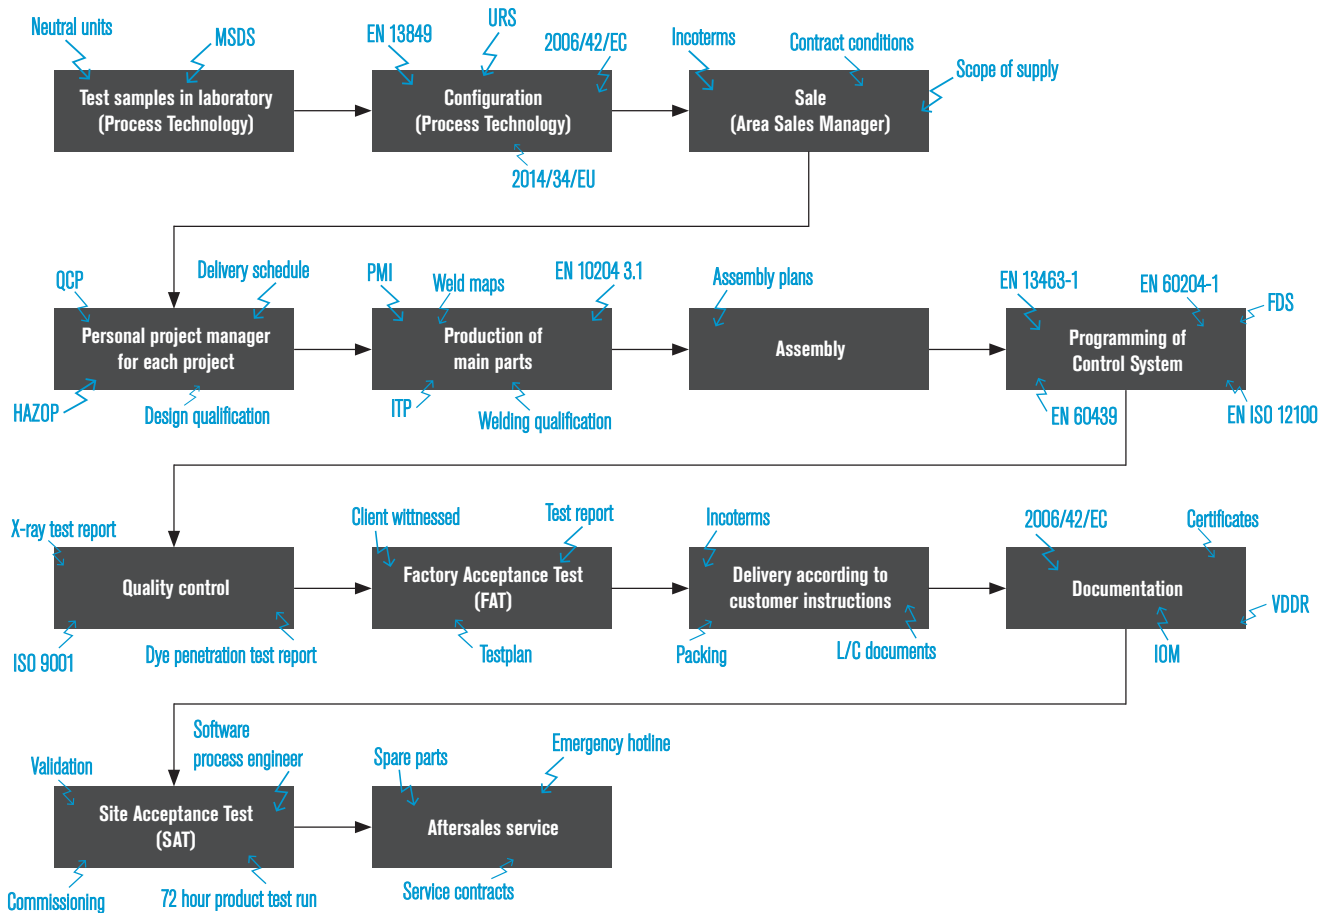 Neutral units
MSDS
EN 13849
URS
2006/42/EC
Incoterms
Contract conditions
Scope of supply
Test samples in laboratory
(Process Technology)
Configuration
(Process Technology)
Sale
(Area Sales Manager)
2014/34/EU
QCP
Delivery schedule
PMI
Weld maps
EN 10204 3.1
Assembly plans
EN 13463-1
EN 60204-1
FDS
Personal project manager
for each project
Production of
main parts
Assembly
Programming of
Control System
HAZOP
Design qualification
ITP
Welding qualification
EN 60439
EN ISO 12100
X-ray test report
Client wittnessed
Test report
Incoterms
2006/42/EC
Certificates
Quality control
Factory Acceptance Test
(FAT)
Delivery according to
customer instructions
Documentation
VDDR
ISO 9001
Dye penetration test report
Testplan
Packing
L/C documents
IOM
Validation
Software
process engineer
Spare parts
Emergency hotline
Site Acceptance Test
(SAT)
Aftersales service
Commissioning
72 hour product test run
Service contracts